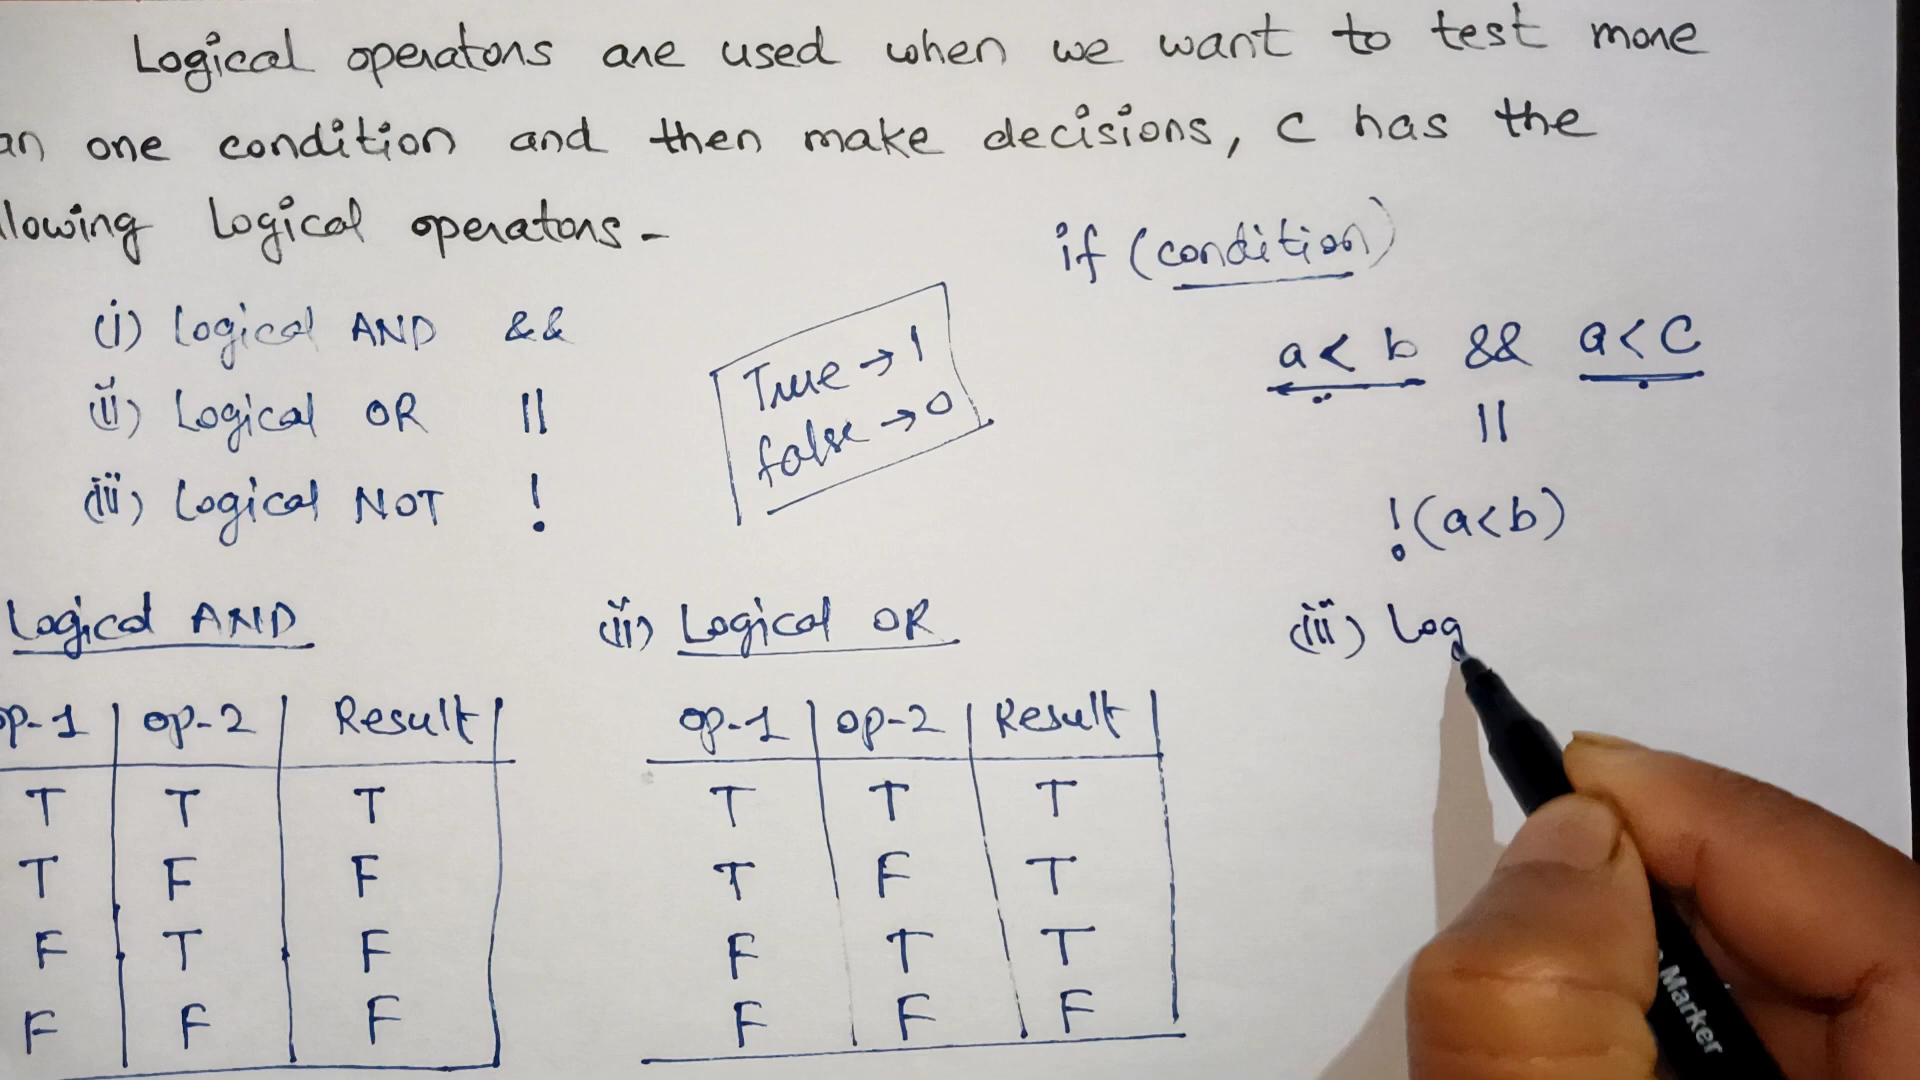 Logical operators are used when we want to test more
an one condition and then make decisions, C has the
llowing Logical operators -
if (condition)
(i) Logical AND &&
(ii) Logical OR ||
(iii) Logical NOT !
True → 1
false → 0
a < b && a < c
||
!(a<b)
Logical AND
op-1 op-2 Result
T T T
T F F
F T F
F F F
(ii) Logical OR
op-1 op-2 Result
T T T
T F T
F T T
F F F
(iii) Log
Marker